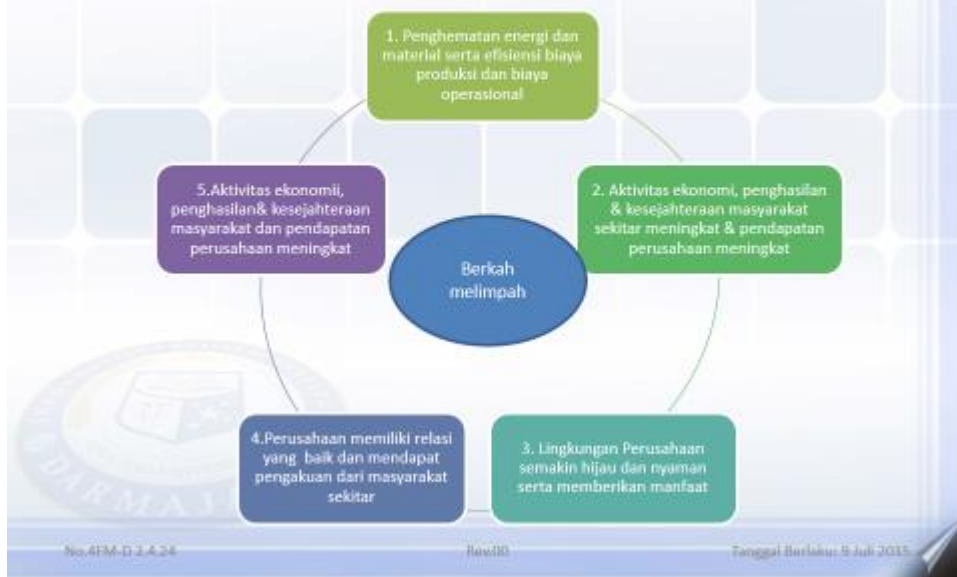 1. Penghematan energi dan
material serta efisiensi biaya
produksi dan biaya
operasional
5.Aktivitas ekonomii,
penghasilan& kesejahteraan
masyarakat dan pendapatan
perusahaan meningkat
2. Aktivitas ekonomi, penghasilan
& kesejahteraan masyarakat
sekitar meningkat & pendapatan
perusahaan meningkat
Berkah
melimpah
4.Perusahaan memiliki relasi
yang baik dan mendapat
pengakuan dari masyarakat
sekitar
3. Lingkungan Perusahaan
semakin hijau dan nyaman
serta memberikan manfaat
DARMAJ
No.4FM-D 2.4.24
Rev.00
Tanggal Berlaku: 9 Juli 2015